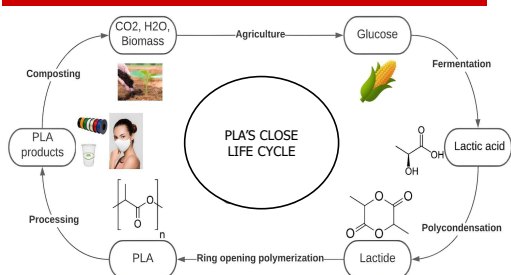 CO2, H2O,
Biomass
Agriculture
Glucose
Composting
Fermentation
PLA
products
PLA'S CLOSE
LIFE CYCLE
O
OH
OH
Lactic acid
Processing
O
O
n
O
O
O
O
Polycondensation
PLA
Ring opening polymerization
Lactide